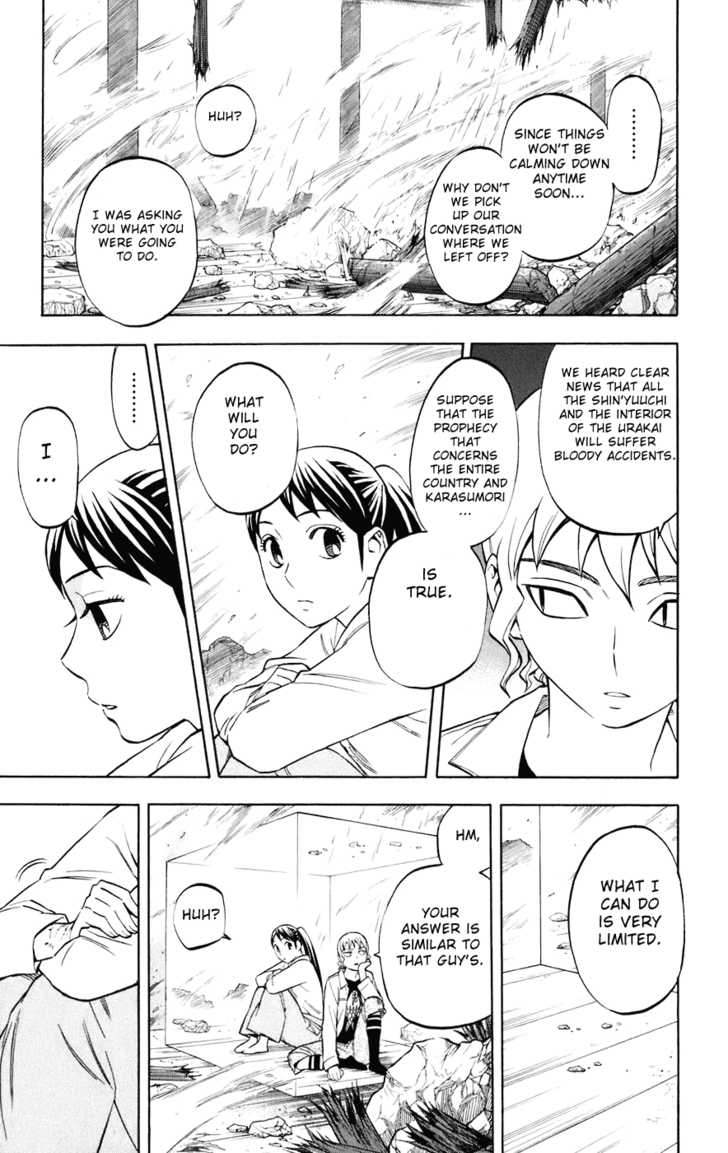 .........
SINCE THINGS
WON'T BE
CALMING DOWN
ANYTIME
SOON...
WHY DON'T
WE PICK
UP OUR
CONVERSATION
WHERE WE
LEFT OFF?
HUH?
I WAS ASKING
YOU WHAT YOU
WERE GOING
TO DO.
WE HEARD CLEAR
NEWS THAT ALL
THE SHIN'YUUCHI
AND THE INTERIOR
OF THE URAKAI
WILL SUFFER
BLOODY ACCIDENTS.
SUPPOSE
THAT THE
PROPHECY
THAT
CONCERNS
THE ENTIRE
COUNTRY AND
KARASUMORI
...
IS
TRUE.
WHAT
WILL
YOU
DO?
.........
I
...
WHAT I
CAN DO
IS VERY
LIMITED.
HM,
YOUR
ANSWER IS
SIMILAR TO
THAT GUY'S.
HUH?